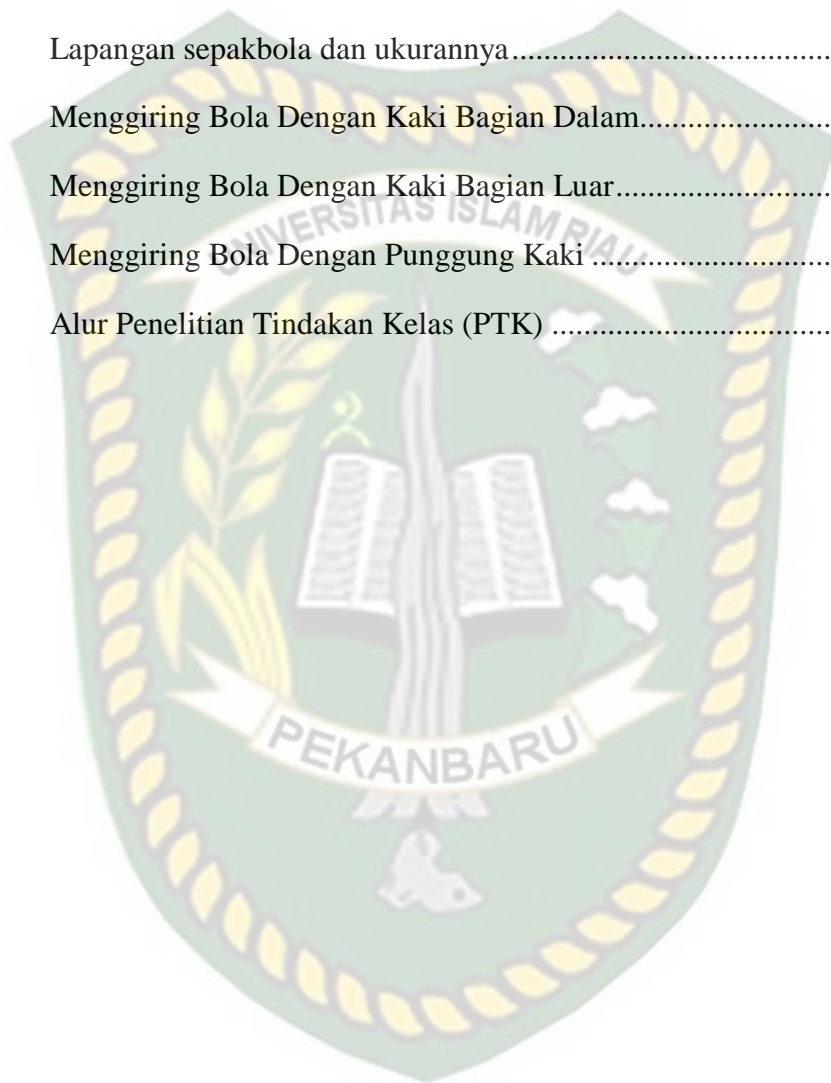 Lapangan sepakbola dan ukurannya........................................
Menggiring Bola Dengan Kaki Bagian Dalam........................
Menggiring Bola Dengan Kaki Bagian Luar...........................
UNIVERSITAS ISLAM RIAU
Menggiring Bola Dengan Punggung Kaki ..............................
Alur Penelitian Tindakan Kelas (PTK) ...................................
PEKANBARU